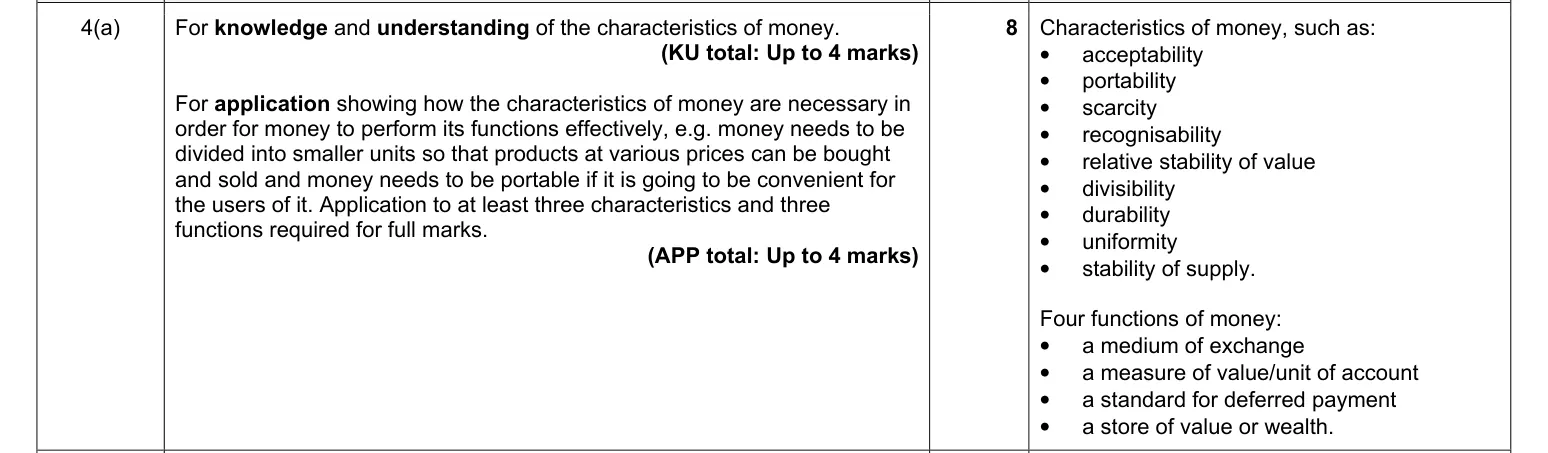 4(a)
For knowledge and understanding of the characteristics of money.
(KU total: Up to 4 marks)
For application showing how the characteristics of money are necessary in
order for money to perform its functions effectively, e.g. money needs to be
divided into smaller units so that products at various prices can be bought
and sold and money needs to be portable if it is going to be convenient for
the users of it. Application to at least three characteristics and three
functions required for full marks.
(APP total: Up to 4 marks)
8
Characteristics of money, such as:
• acceptability
• portability
• scarcity
• recognisability
• relative stability of value
• divisibility
• durability
• uniformity
• stability of supply.
Four functions of money:
• a medium of exchange
• a measure of value/unit of account
• a standard for deferred payment
• a store of value or wealth.